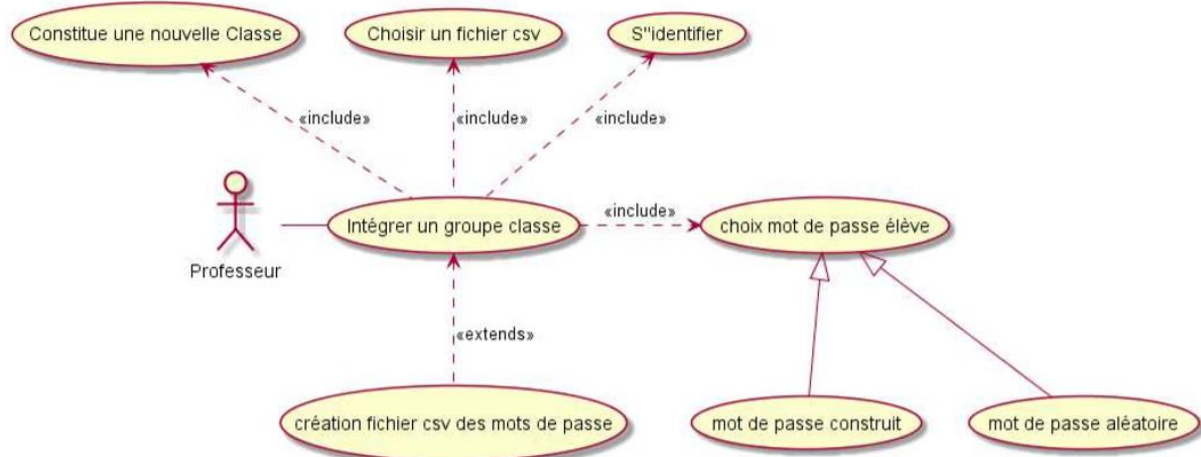 Constitue une nouvelle Classe
Choisir un fichier csv
S"identifier
«include»
«include»
«include»
Professeur
Intégrer un groupe classe
«include»
choix mot de passe élève
«extends»
création fichier csv des mots de passe
mot de passe construit
mot de passe aléatoire